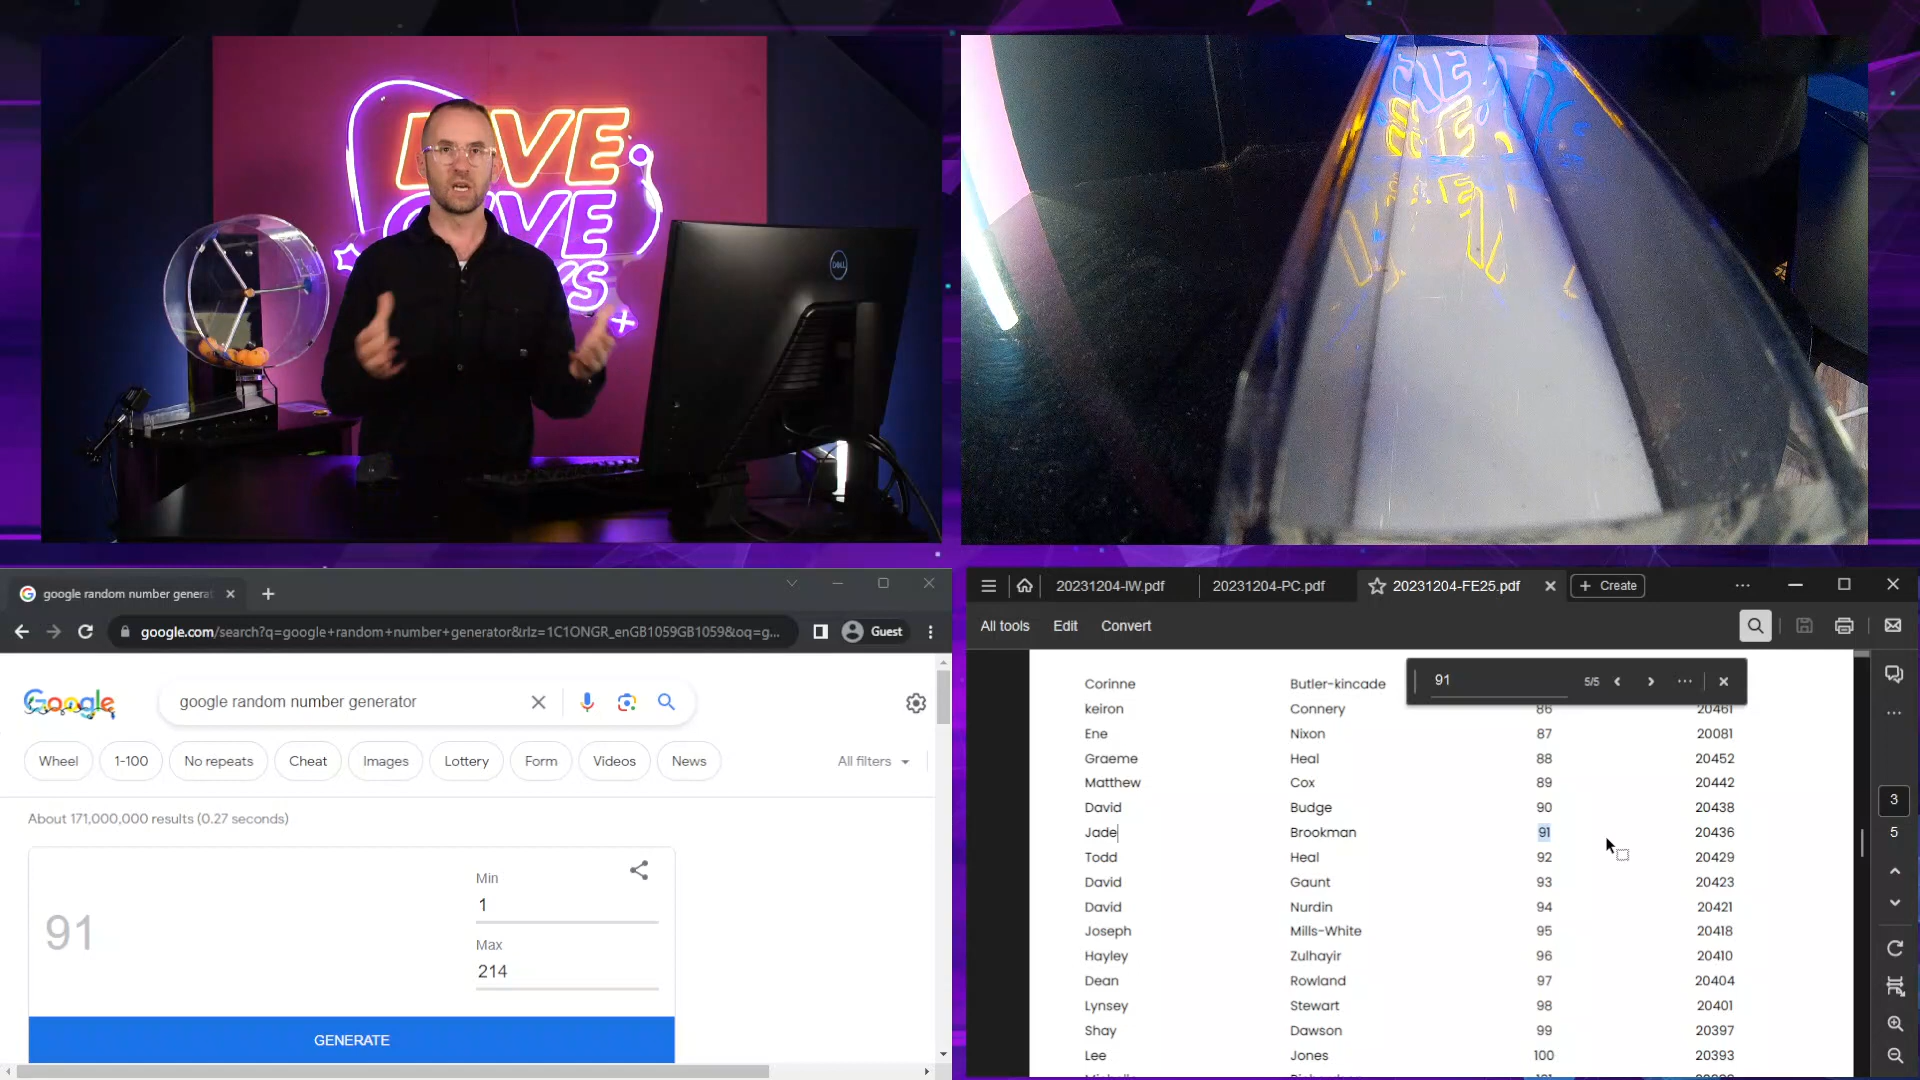 LIVE
GIVE
DELL
google random number genera
google.com/search?q=google+random+number+generator&rlz=1C1ONGR_enGB1059GB1059&oq=g...
Guest
Google
google random number generator
Wheel
1-100
No repeats
Cheat
Images
Lottery
Form
Videos
News
All filters
About 171,000,000 results (0.27 seconds)
91
Min
1
Max
214
GENERATE
20231204-IW.pdf
20231204-PC.pdf
20231204-FE25.pdf
Create
All tools
Edit
Convert
91
5/5
3
5
Corinne Butler-kincade
keiron Connery 86 20461
Ene Nixon 87 20081
Graeme Heal 88 20452
Matthew Cox 89 20442
David Budge 90 20438
Jade Brookman 91 20436
Todd Heal 92 20429
David Gaunt 93 20423
David Nurdin 94 20421
Joseph Mills-White 95 20418
Hayley Zulhayir 96 20410
Dean Rowland 97 20404
Lynsey Stewart 98 20401
Shay Dawson 99 20397
Lee Jones 100 20393